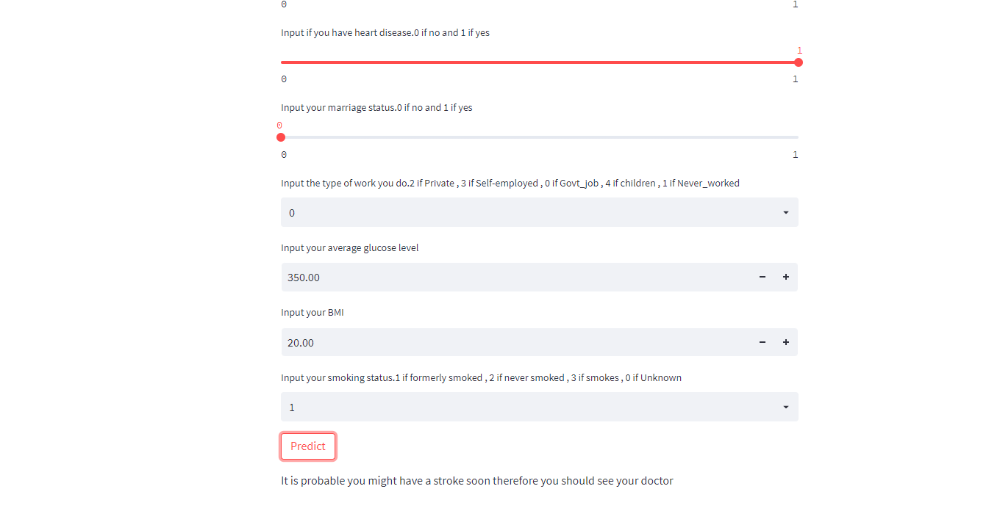 0 1
Input if you have heart disease.0 if no and 1 if yes
1
0 1
Input your marriage status.0 if no and 1 if yes
0
0 1
Input the type of work you do.2 if Private , 3 if Self-employed , 0 if Govt_job , 4 if children , 1 if Never_worked
0
Input your average glucose level
350.00 − +
Input your BMI
20.00 − +
Input your smoking status.1 if formerly smoked , 2 if never smoked , 3 if smokes , 0 if Unknown
1
Predict
It is probable you might have a stroke soon therefore you should see your doctor